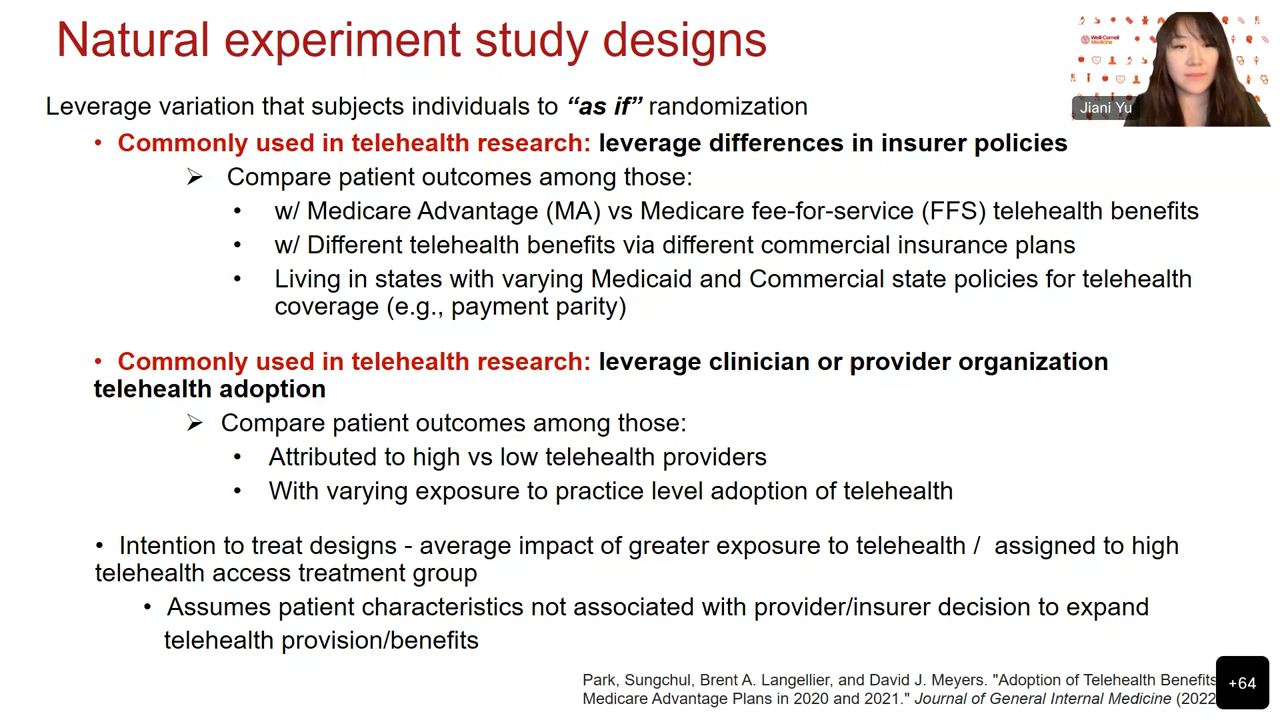 Natural experiment study designs
Weill Cornell
Medicine
Jiani Yu
Leverage variation that subjects individuals to “as if” randomization
• Commonly used in telehealth research: leverage differences in insurer policies
➢ Compare patient outcomes among those:
• w/ Medicare Advantage (MA) vs Medicare fee-for-service (FFS) telehealth benefits
• w/ Different telehealth benefits via different commercial insurance plans
• Living in states with varying Medicaid and Commercial state policies for telehealth
coverage (e.g., payment parity)
• Commonly used in telehealth research: leverage clinician or provider organization
telehealth adoption
➢ Compare patient outcomes among those:
• Attributed to high vs low telehealth providers
• With varying exposure to practice level adoption of telehealth
• Intention to treat designs - average impact of greater exposure to telehealth / assigned to high
telehealth access treatment group
• Assumes patient characteristics not associated with provider/insurer decision to expand
telehealth provision/benefits
Park, Sungchul, Brent A. Langellier, and David J. Meyers. "Adoption of Telehealth Benefits
Medicare Advantage Plans in 2020 and 2021." Journal of General Internal Medicine (2022
+64